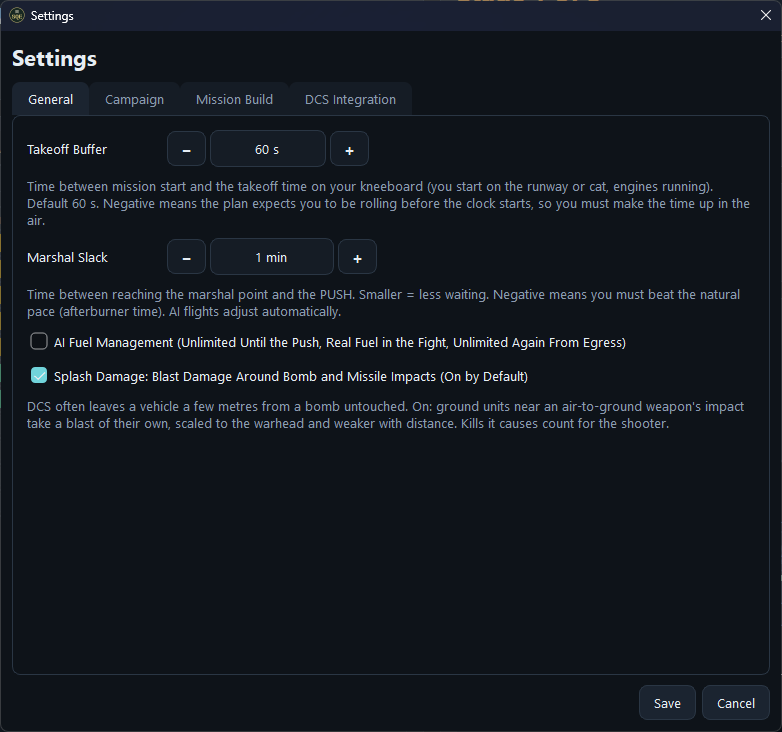 Settings
Settings
General Campaign Mission Build DCS Integration
Takeoff Buffer – 60 s +
Time between mission start and the takeoff time on your kneeboard (you start on the runway or cat, engines running).
Default 60 s. Negative means the plan expects you to be rolling before the clock starts, so you must make the time up in the
air.
Marshal Slack – 1 min +
Time between reaching the marshal point and the PUSH. Smaller = less waiting. Negative means you must beat the natural
pace (afterburner time). AI flights adjust automatically.
AI Fuel Management (Unlimited Until the Push, Real Fuel in the Fight, Unlimited Again From Egress)
Splash Damage: Blast Damage Around Bomb and Missile Impacts (On by Default)
DCS often leaves a vehicle a few metres from a bomb untouched. On: ground units near an air-to-ground weapon's impact
take a blast of their own, scaled to the warhead and weaker with distance. Kills it causes count for the shooter.
Save Cancel